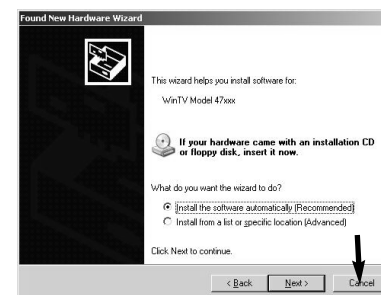 Found New Hardware Wizard
This wizard helps you install software for:
WinTV Model 47xxx
If your hardware came with an installation CD
or floppy disk, insert it now.
What do you want the wizard to do?
Install the software automatically (Recommended)
Install from a list or specific location (Advanced)
Click Next to continue.
< Back Next > Cancel